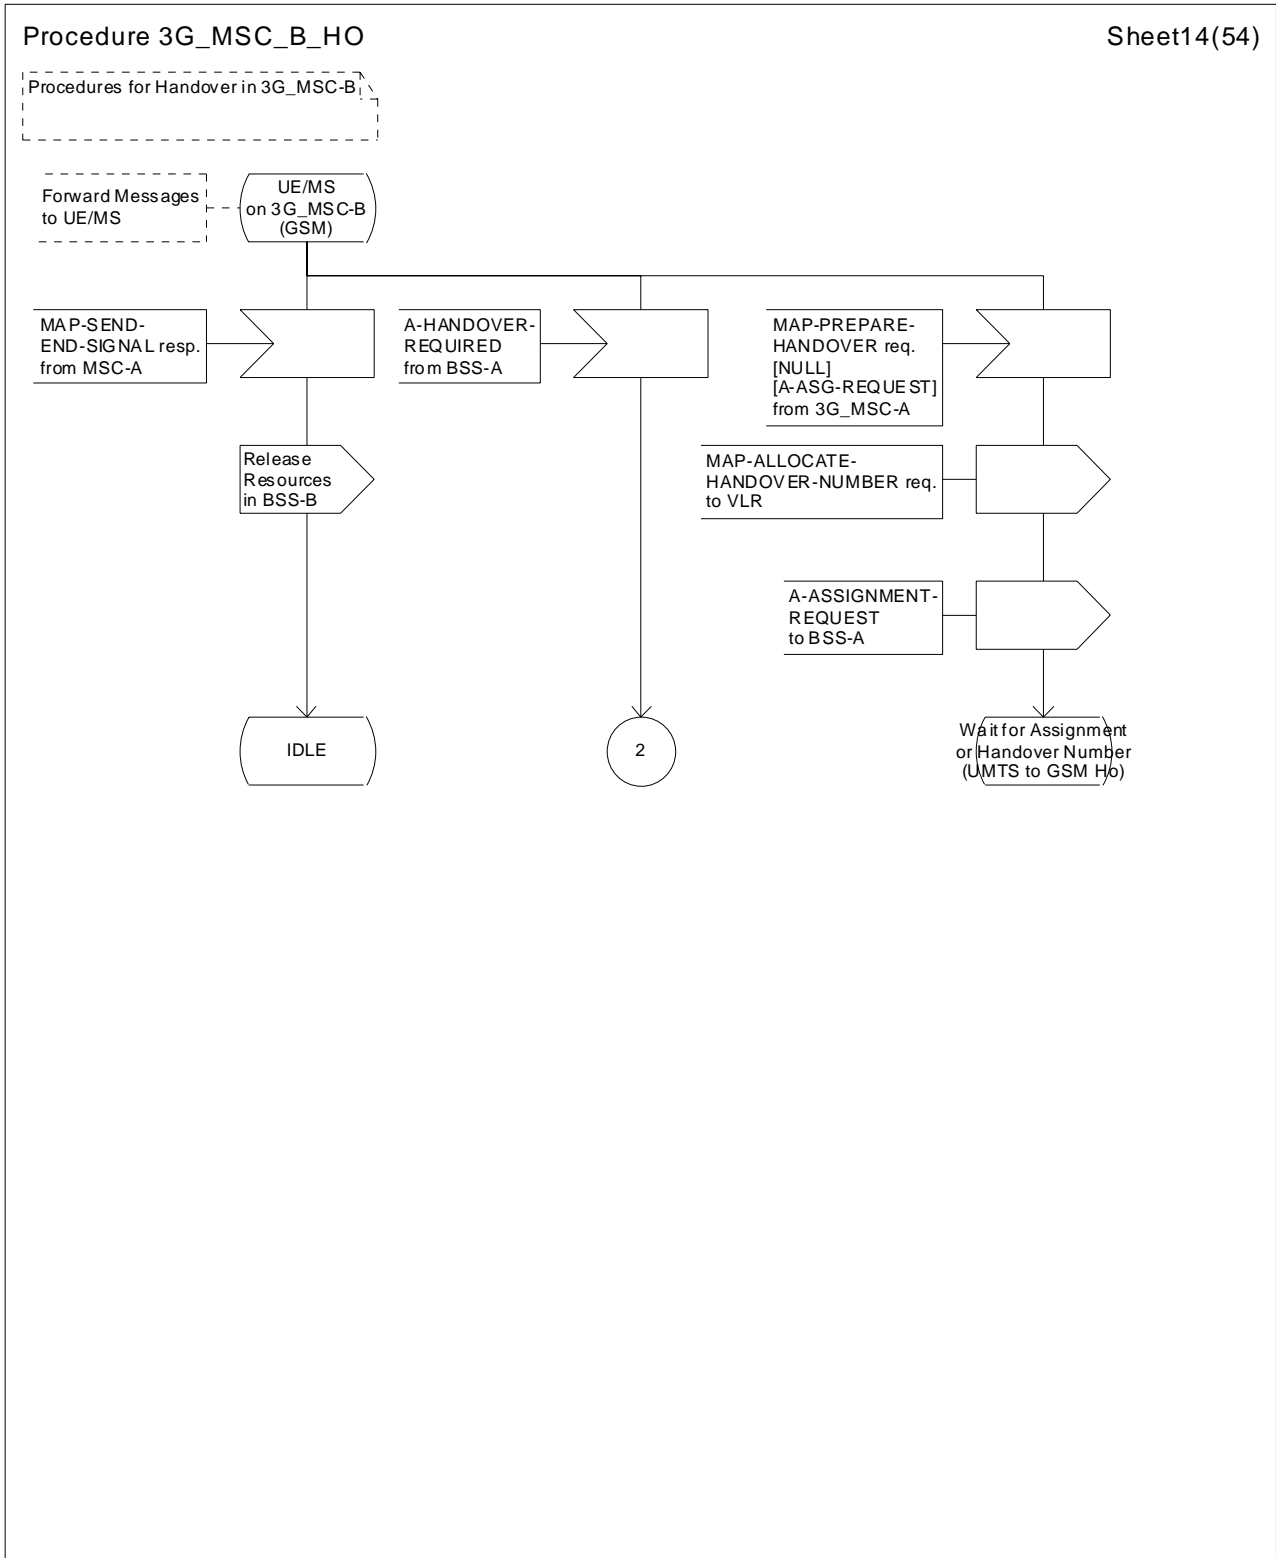 Procedure 3G_MSC_B_HO
Sheet14(54)
Procedures for Handover in 3G_MSC-B
Forward Messages
to UE/MS
UE/MS
on 3G_MSC-B
(GSM)
MAP-SEND-
END-SIGNAL resp.
from MSC-A
A-HANDOVER-
REQUIRED
from BSS-A
MAP-PREPARE-
HANDOVER req.
[NULL]
[A-ASG-REQUEST]
from 3G_MSC-A
Release
Resources
in BSS-B
MAP-ALLOCATE-
HANDOVER-NUMBER req.
to VLR
A-ASSIGNMENT-
REQUEST
to BSS-A
IDLE
2
Wait for Assignment
or Handover Number
(UMTS to GSM Ho)